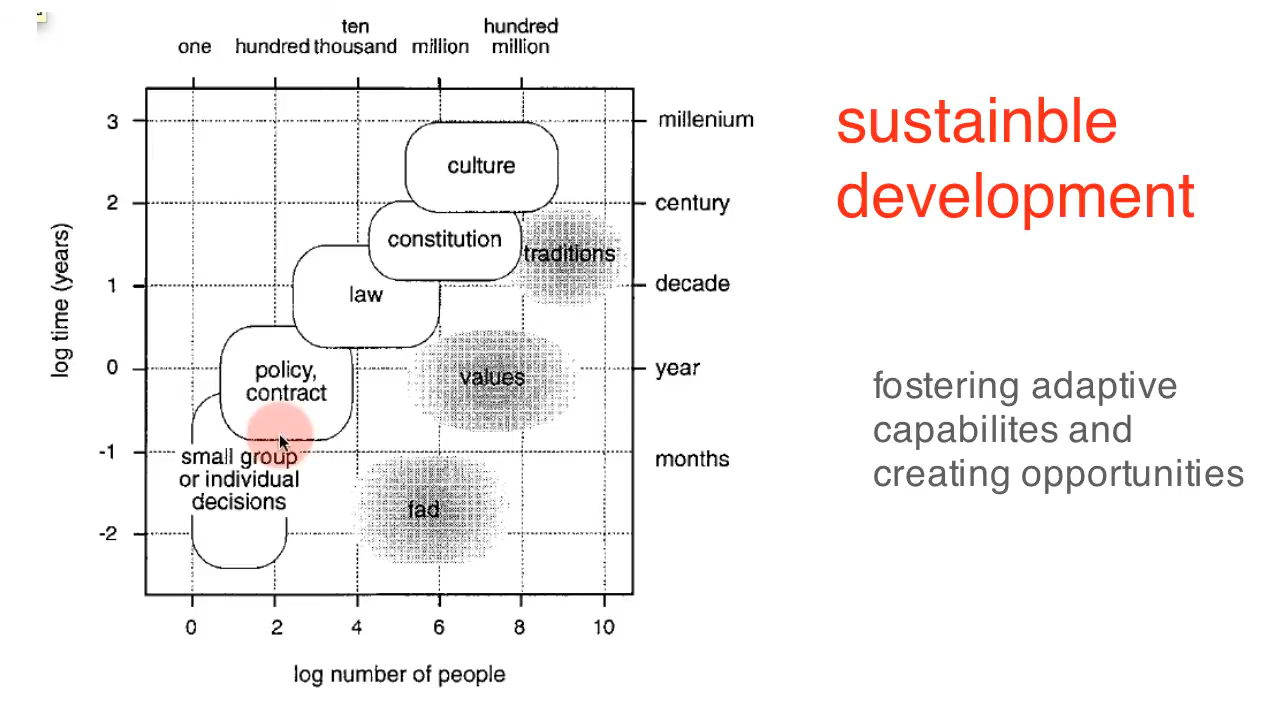 ten
hundred
one hundred thousand million million
3
millenium
culture
2
century
constitution
traditions
1
decade
law
0
year
policy,
contract
values
-1
months
small group
or individual
decisions
fad
-2
0 2 4 6 8 10
log number of people
log time (years)
sustainble
development
fostering adaptive
capabilites and
creating opportunities